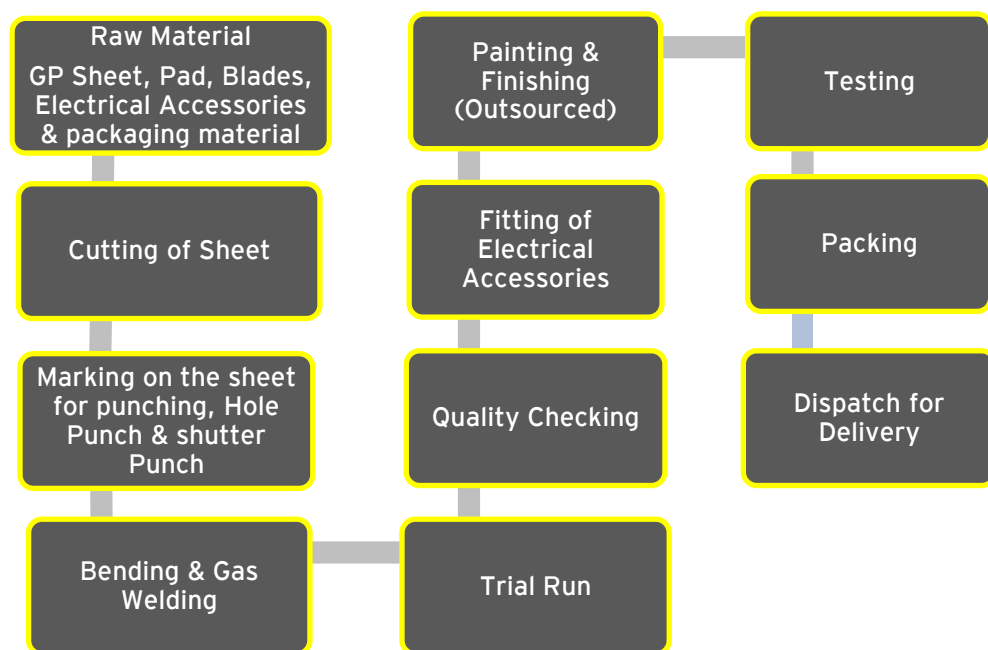 Raw Material
GP Sheet, Pad, Blades,
Electrical Accessories
& packaging material
Cutting of Sheet
Marking on the sheet
for punching, Hole
Punch & shutter
Punch
Bending & Gas
Welding
Trial Run
Quality Checking
Fitting of
Electrical
Accessories
Painting &
Finishing
(Outsourced)
Testing
Packing
Dispatch for
Delivery